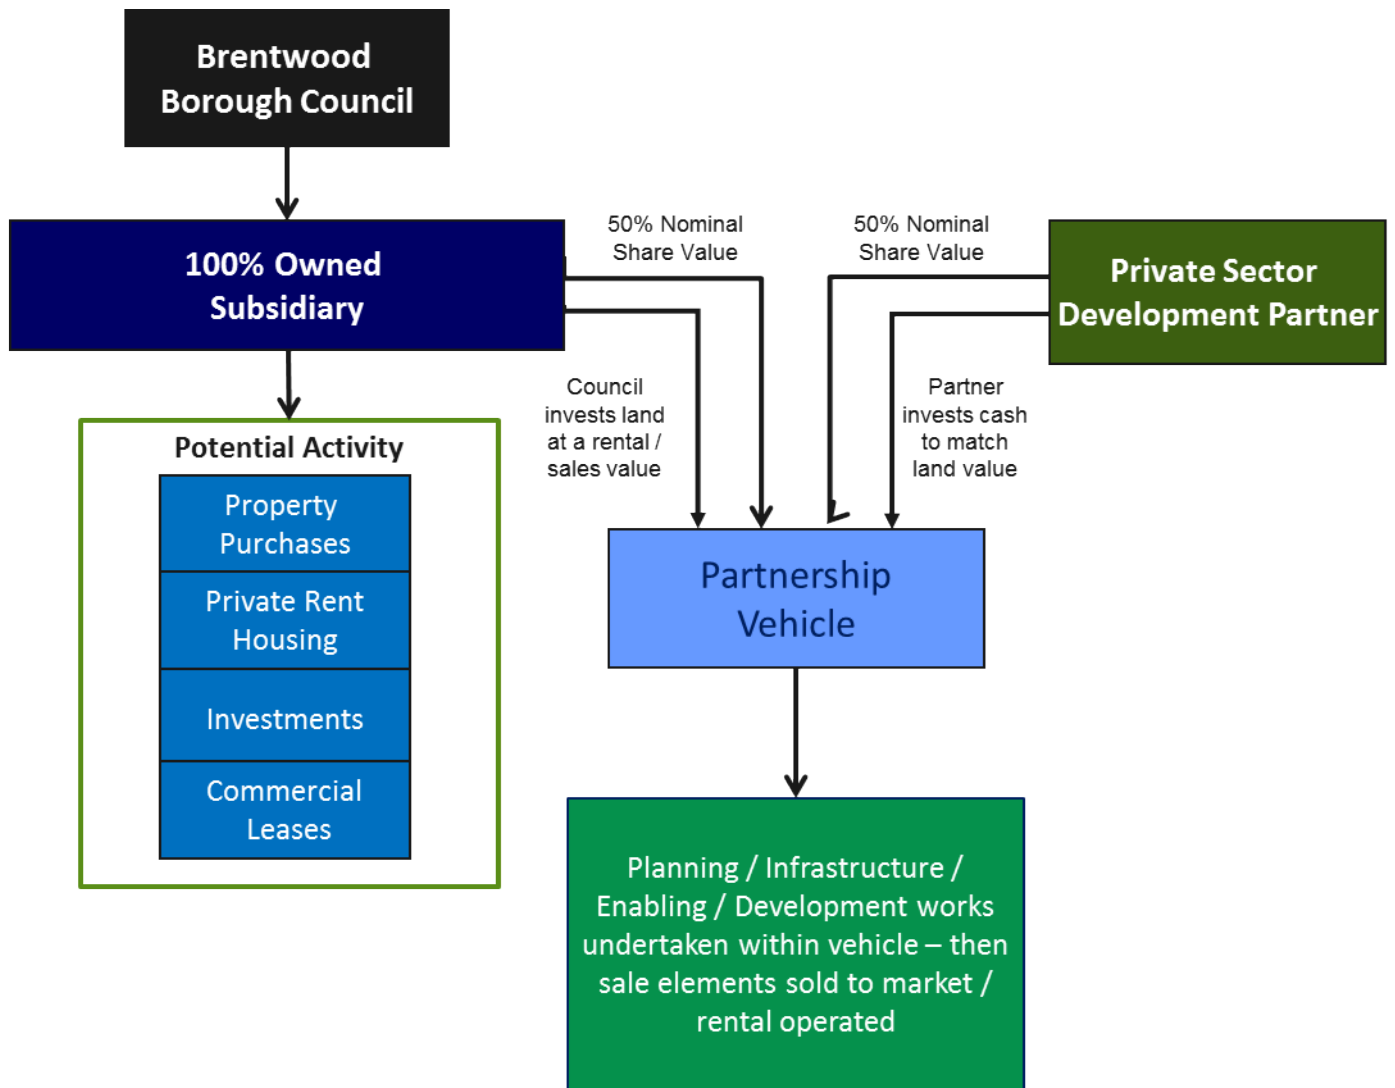 Brentwood
Borough Council
100% Owned
Subsidiary
50% Nominal
Share Value
50% Nominal
Share Value
Private Sector
Development Partner
Council
invests land
at a rental /
sales value
Partner
invests cash
to match
land value
Potential Activity
Property
Purchases
Private Rent
Housing
Investments
Commercial
Leases
Partnership
Vehicle
Planning / Infrastructure /
Enabling / Development works
undertaken within vehicle – then
sale elements sold to market /
rental operated